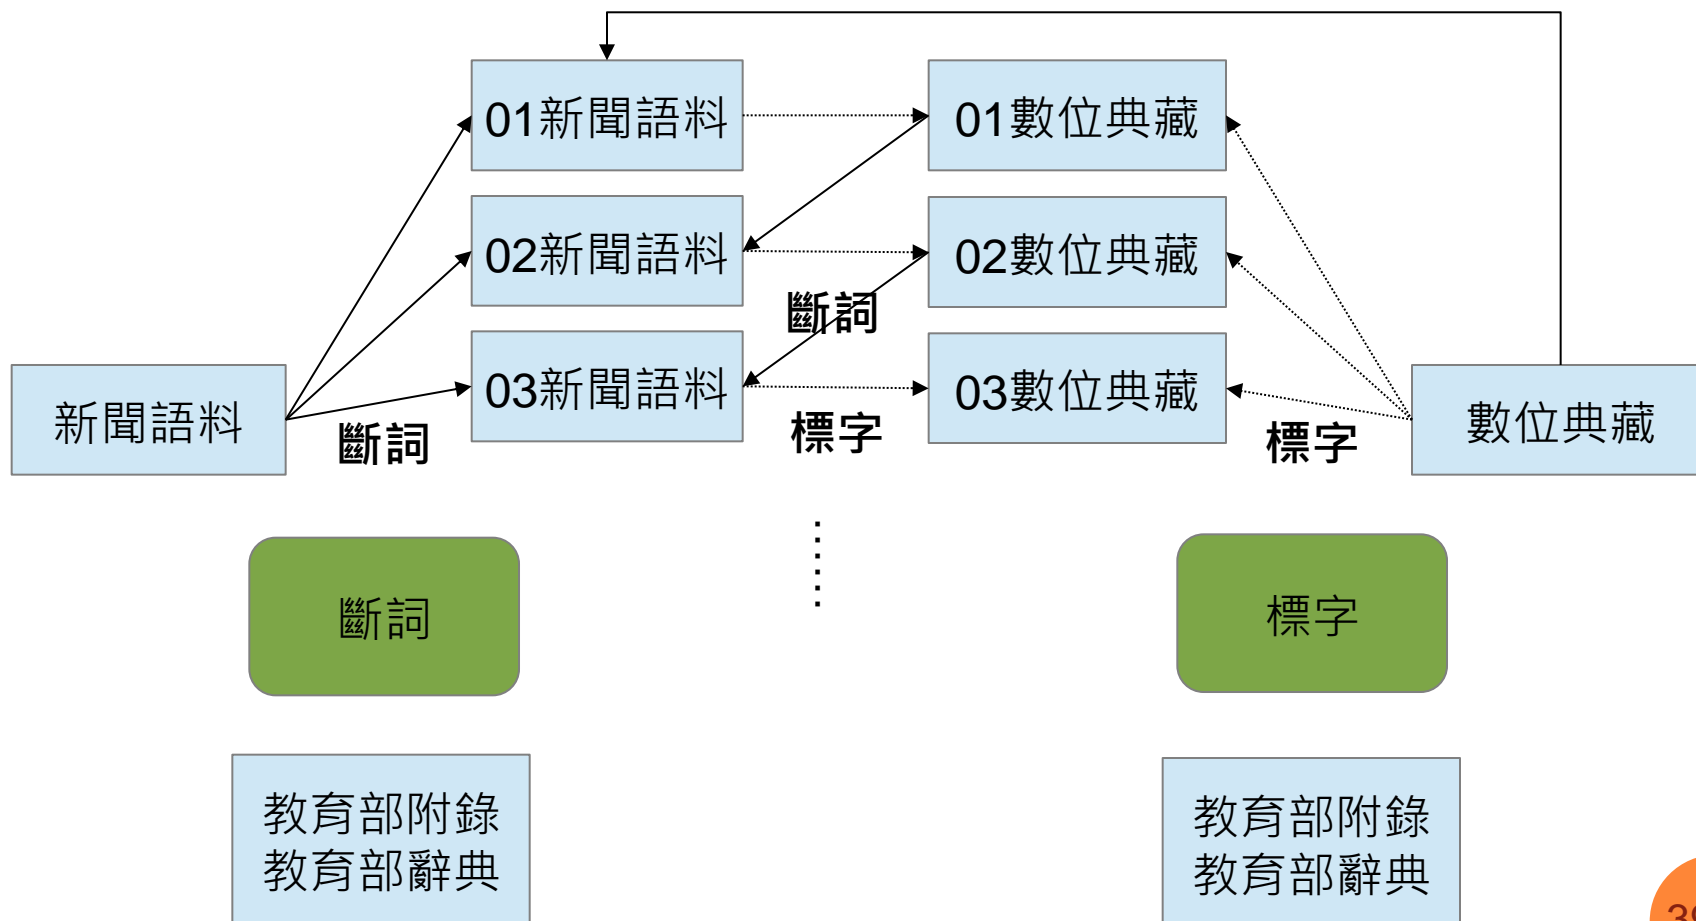 01新聞語料
01數位典藏
02新聞語料
02數位典藏
斷詞
03新聞語料
03數位典藏
新聞語料
數位典藏
斷詞
標字
標字
斷詞
標字
教育部附錄
教育部辭典
教育部附錄
教育部辭典